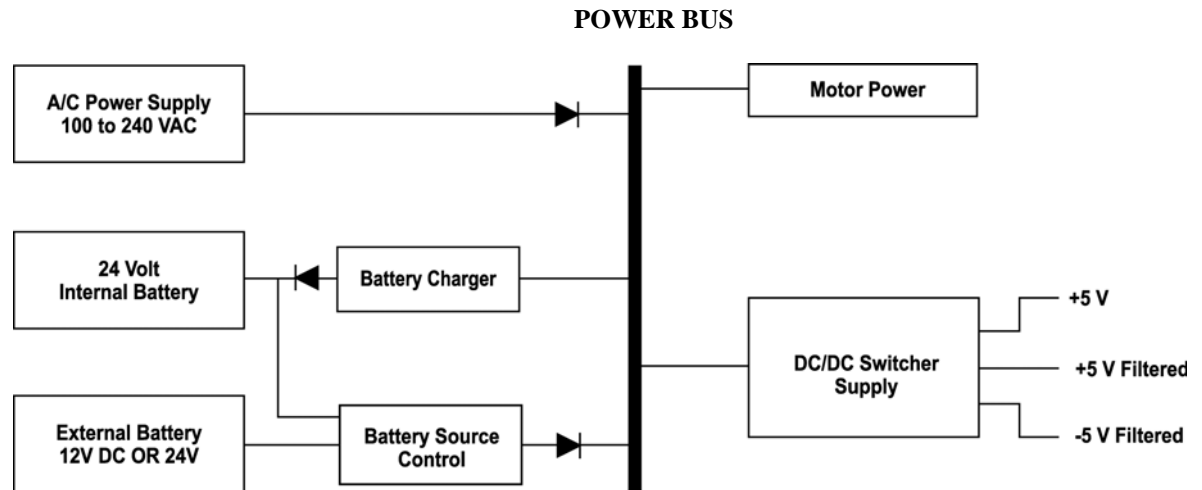 POWER BUS
A/C Power Supply
100 to 240 VAC
Motor Power
24 Volt
Internal Battery
Battery Charger
DC/DC Switcher
Supply
+5 V
+5 V Filtered
-5 V Filtered
External Battery
12V DC OR 24V
Battery Source
Control